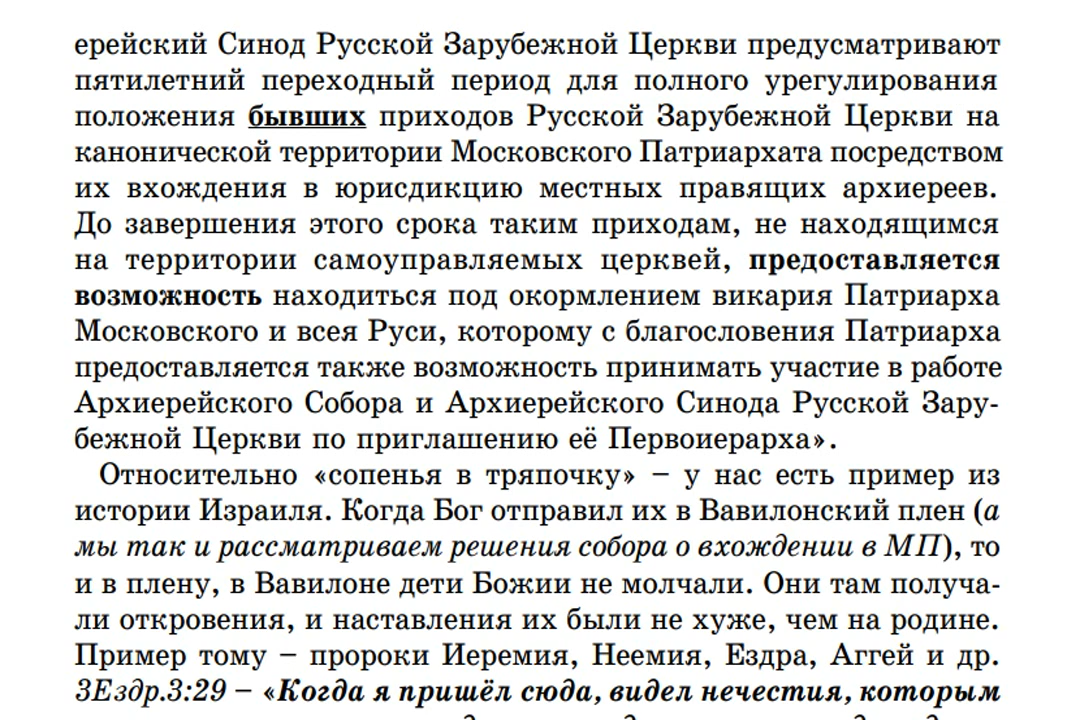 ерейский Синод Русской Зарубежной Церкви предусматривают
пятилетний переходный период для полного урегулирования
положения бывших приходов Русской Зарубежной Церкви на
канонической территории Московского Патриархата посредством
их вхождения в юрисдикцию местных правящих архиереев.
До завершения этого срока таким приходам, не находящимся
на территории самоуправляемых церквей, предоставляется
возможность находиться под окормлением викария Патриарха
Московского и всея Руси, которому с благословения Патриарха
предоставляется также возможность принимать участие в работе
Архиерейского Собора и Архиерейского Синода Русской Зару-
бежной Церкви по приглашению её Первоиерарха».
Относительно «сопенья в тряпочку» – у нас есть пример из
истории Израиля. Когда Бог отправил их в Вавилонский плен (а
мы так и рассматриваем решения собора о вхождении в МП), то
и в плену, в Вавилоне дети Божии не молчали. Они там получа-
ли откровения, и наставления их были не хуже, чем на родине.
Пример тому – пророки Иеремия, Неемия, Ездра, Аггей и др.
3Ездр.3:29 – «Когда я пришёл сюда, видел нечестия, которым